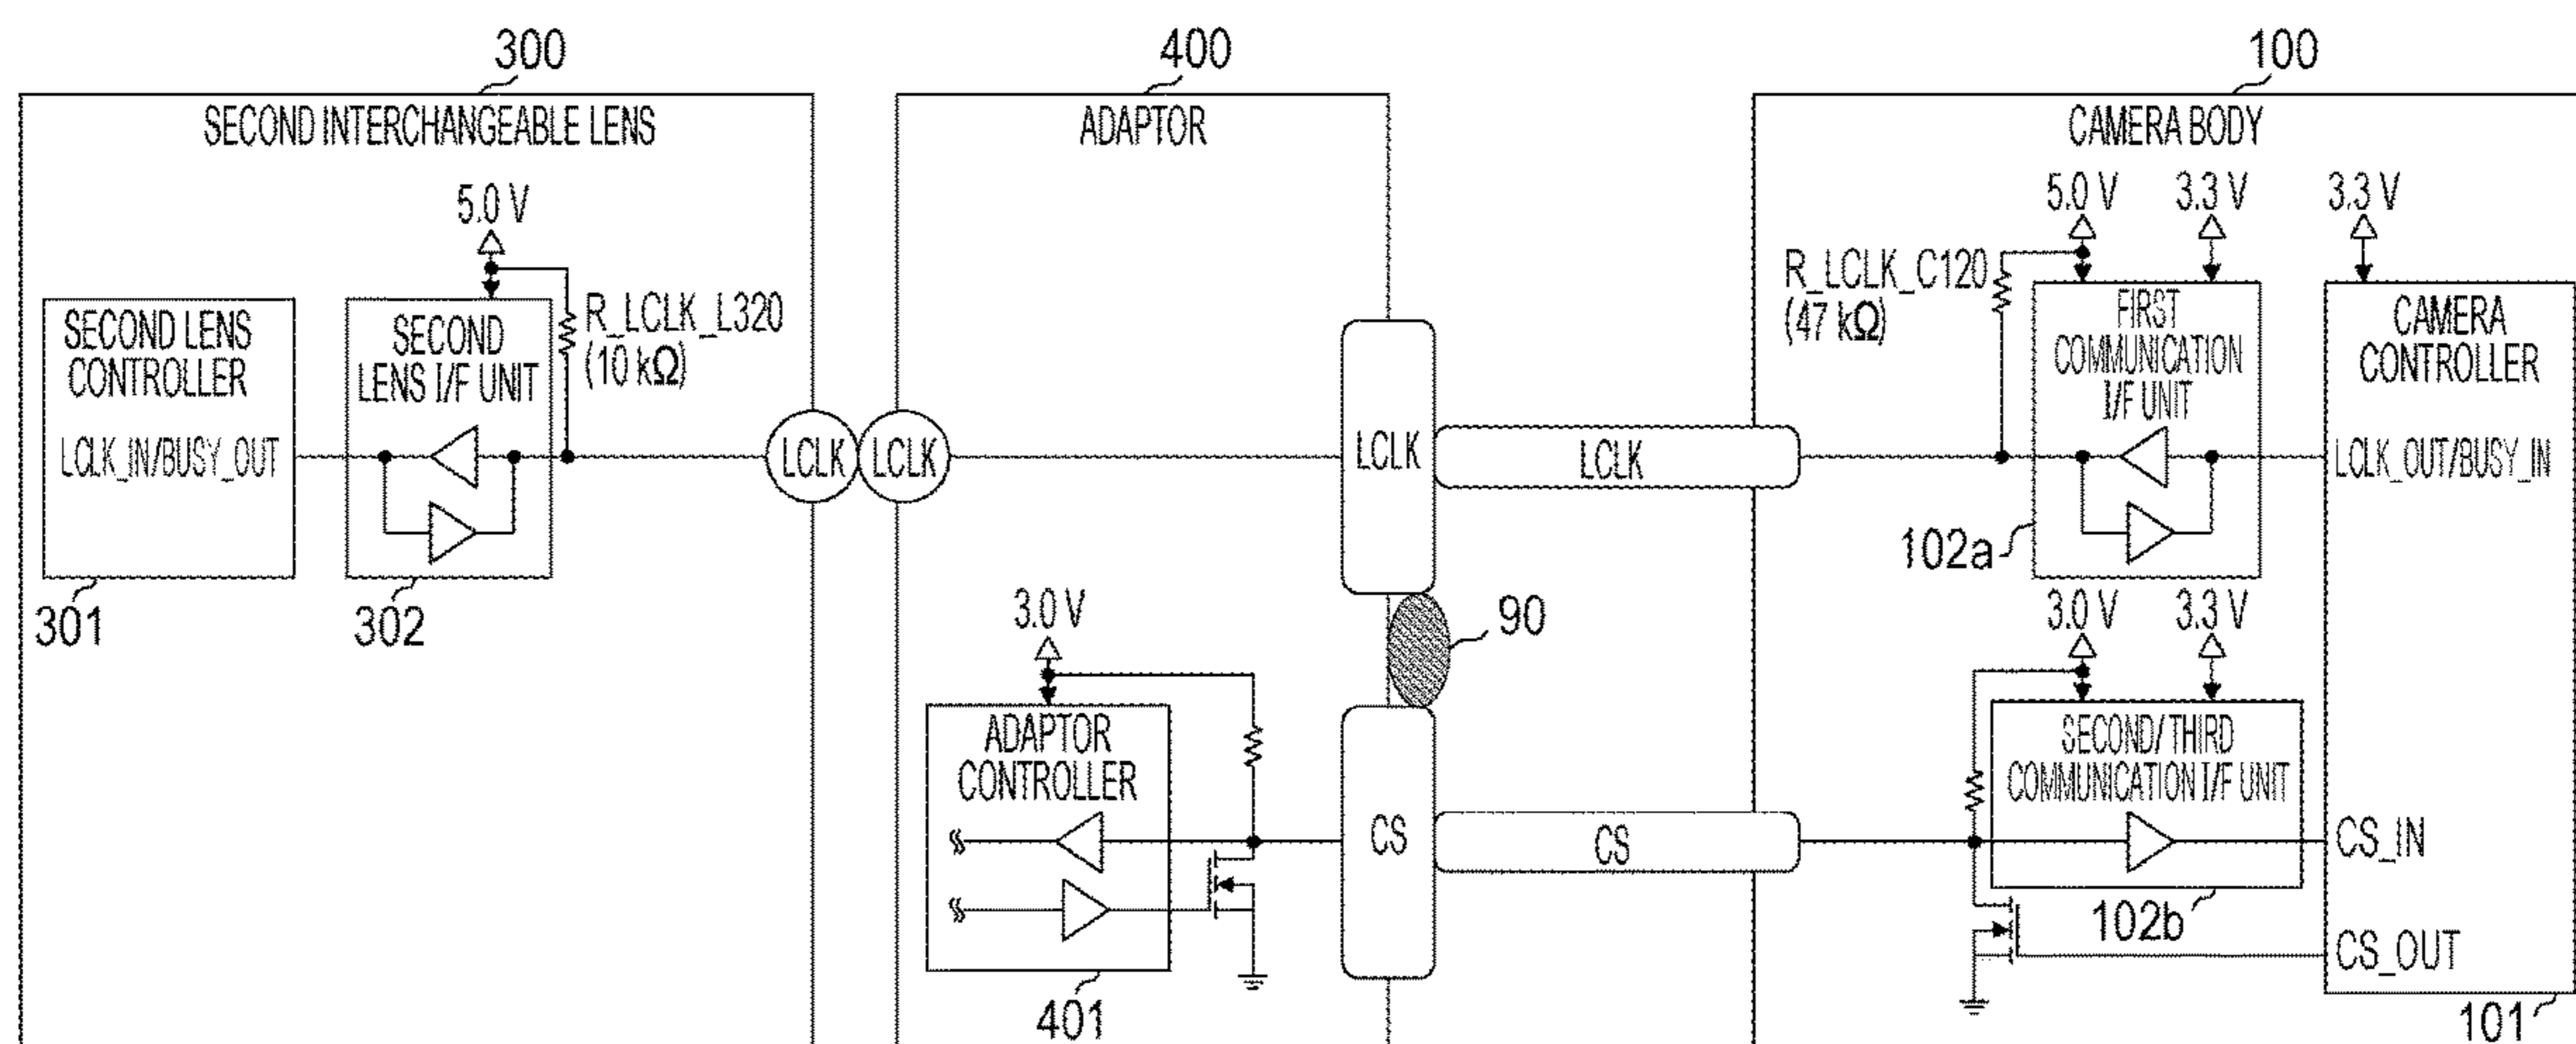 300
400
100
SECOND INTERCHANGEABLE LENS
ADAPTOR
CAMERA BODY
5.0 V
5.0 V
3.3 V
3.3 V
R_LCLK_L320
(10 kΩ)
R_LCLK_C120
(47 kΩ)
SECOND LENS
CONTROLLER
SECOND
LENS I/F UNIT
FIRST
COMMUNICATION
I/F UNIT
CAMERA
CONTROLLER
LCLK_IN/BUSY_OUT
LCLK
LCLK
LCLK
LCLK
LCLK_OUT/BUSY_IN
102a
301
302
3.0 V
90
3.0 V
3.3 V
ADAPTOR
CONTROLLER
SECOND/THIRD
COMMUNICATION I/F UNIT
CS
CS
CS_IN
102b
CS_OUT
401
101